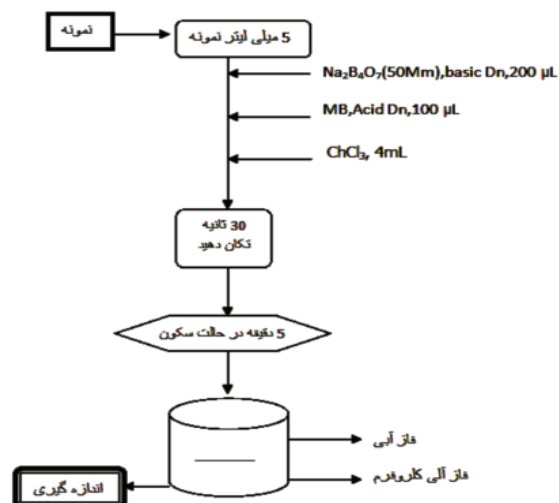 نمونه
5 میلی لیتر نمونه
Na₂B₄O₇(50Mm),basic Dn,200 µL
MB,Acid Dn,100 µL
ChCl₃, 4mL
30 ثانیه
تکان دهید
5 دقیقه در حالت سکون
فاز آبی
فاز آلی کلروفرم
اندازه گیری